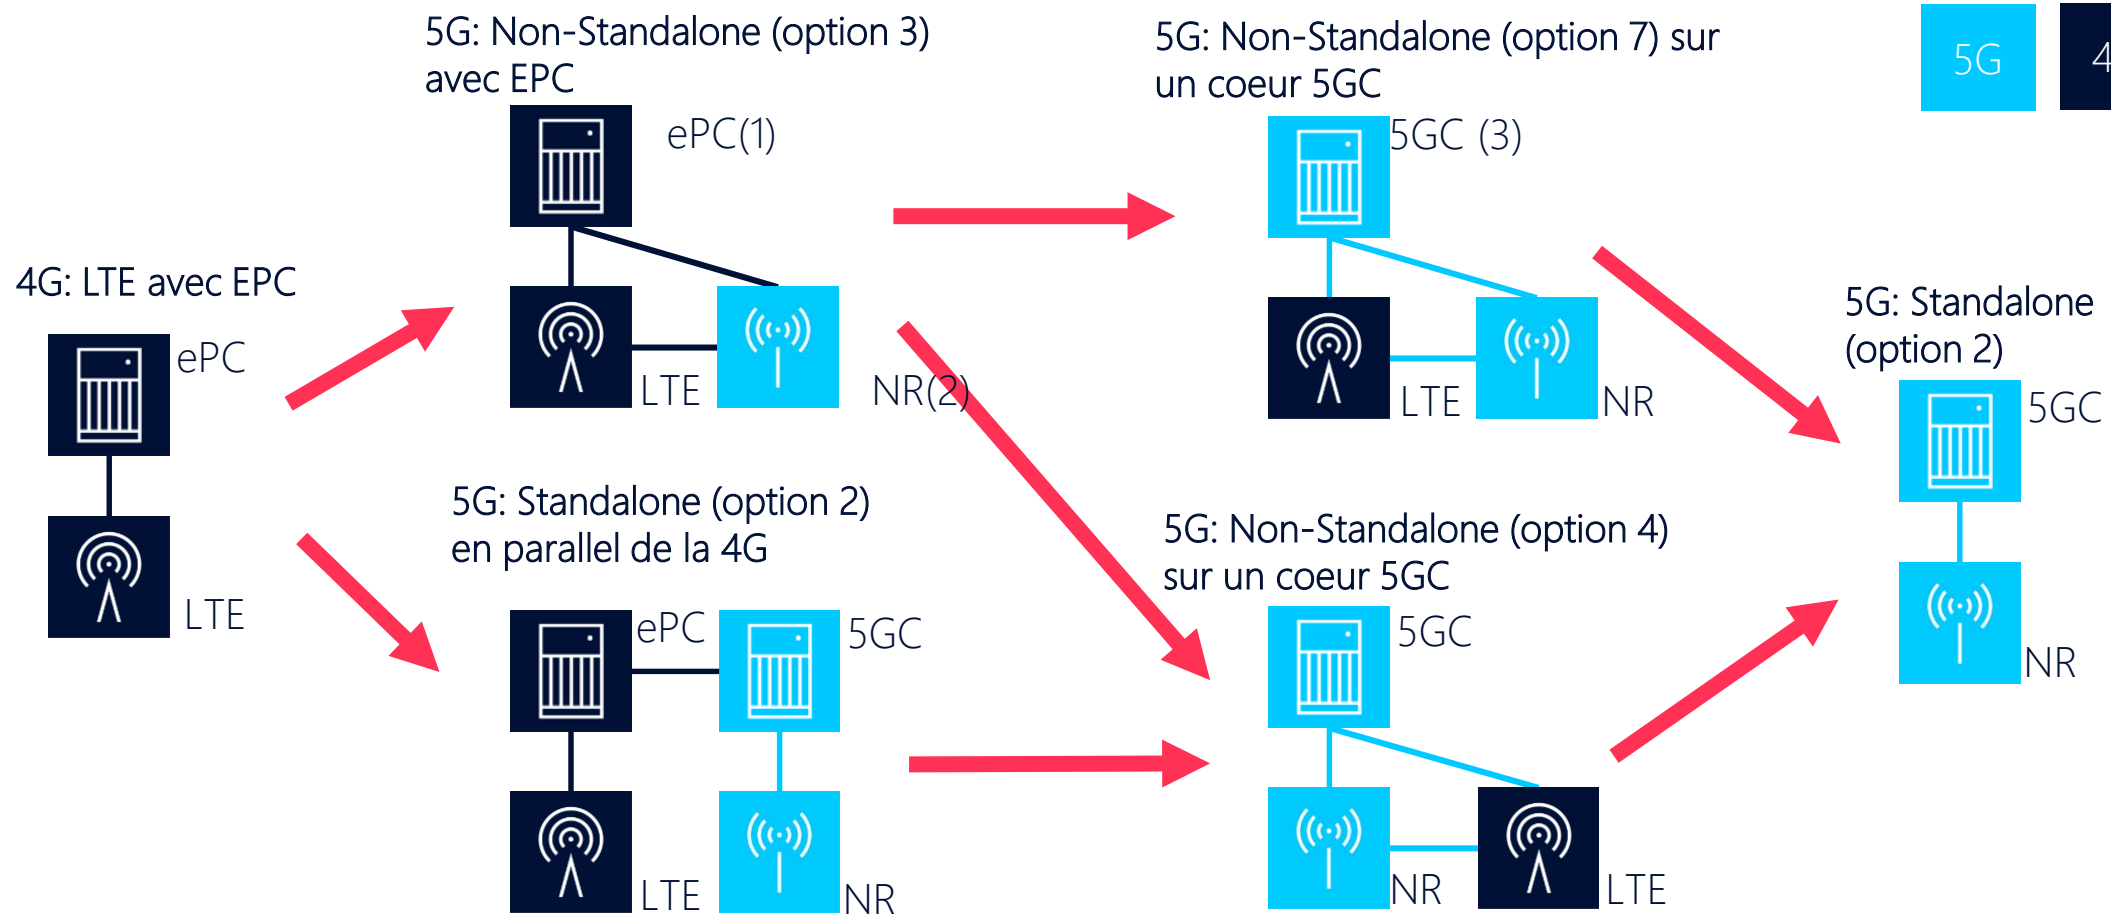 5G: Non-Standalone (option 3)
avec EPC
ePC(1)
LTE
NR(2)
5G: Non-Standalone (option 7) sur
un coeur 5GC
5GC (3)
LTE
NR
5G
4
4G: LTE avec EPC
ePC
LTE
5G: Standalone (option 2)
en parallel de la 4G
ePC
5GC
LTE
NR
5G: Non-Standalone (option 4)
sur un coeur 5GC
5GC
NR
LTE
5G: Standalone
(option 2)
5GC
NR